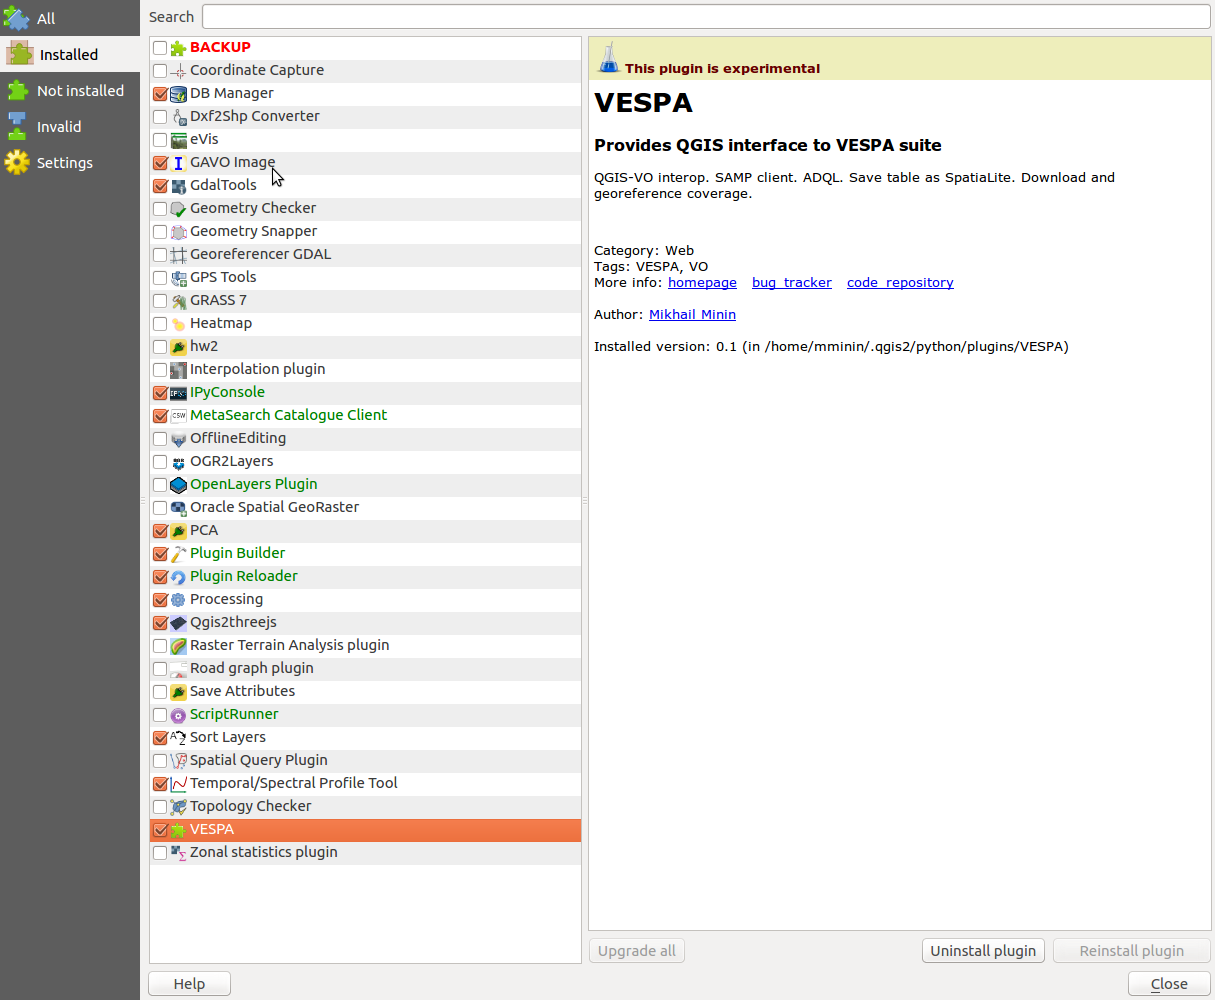 All
Installed
Not installed
Invalid
Settings
Search
BACKUP
Coordinate Capture
DB Manager
Dxf2Shp Converter
eVis
GAVO Image
GdalTools
Geometry Checker
Geometry Snapper
Georeferencer GDAL
GPS Tools
GRASS 7
Heatmap
hw2
Interpolation plugin
IPyConsole
MetaSearch Catalogue Client
OfflineEditing
OGR2Layers
OpenLayers Plugin
Oracle Spatial GeoRaster
PCA
Plugin Builder
Plugin Reloader
Processing
Qgis2threejs
Raster Terrain Analysis plugin
Road graph plugin
Save Attributes
ScriptRunner
Sort Layers
Spatial Query Plugin
Temporal/Spectral Profile Tool
Topology Checker
VESPA
Zonal statistics plugin
This plugin is experimental
VESPA
Provides QGIS interface to VESPA suite
QGIS-VO interop. SAMP client. ADQL. Save table as SpatiaLite. Download and
georeference coverage.
Category: Web
Tags: VESPA, VO
More info: homepage bug_tracker code_repository
Author: Mikhail Minin
Installed version: 0.1 (in /home/mminin/.qgis2/python/plugins/VESPA)
Upgrade all Uninstall plugin Reinstall plugin
Help Close